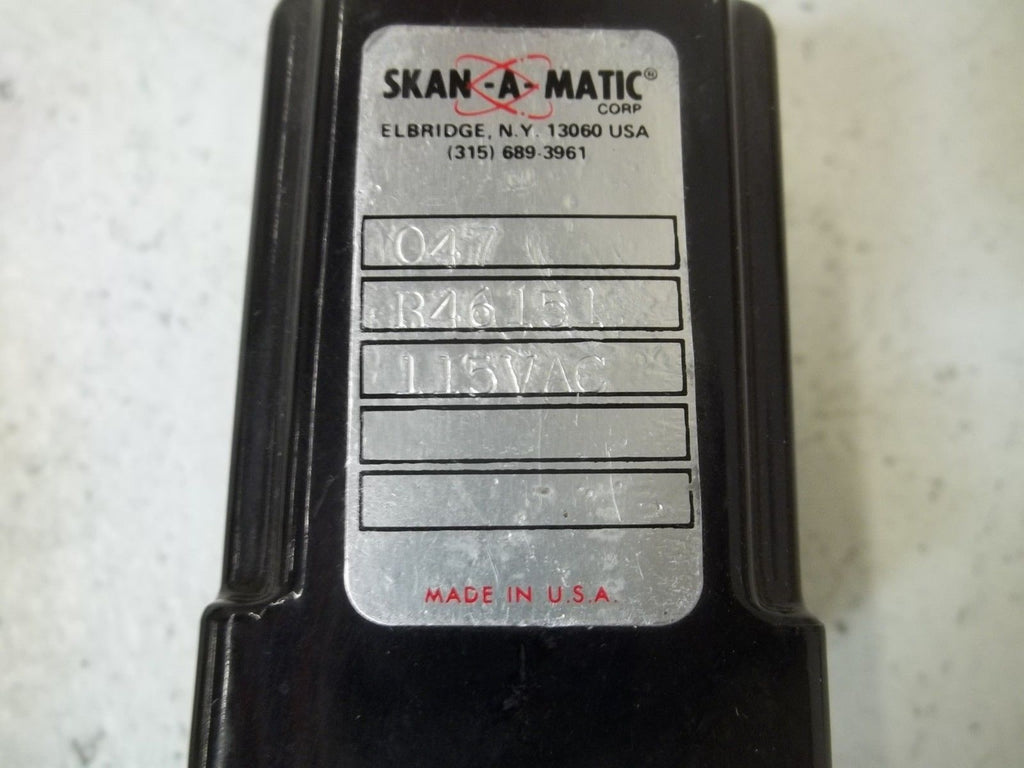 SKAN-A-MATIC®
CORP
ELBRIDGE, N.Y. 13060 USA
(315) 689-3961
047
R46151
115VAC
MADE IN U.S.A.